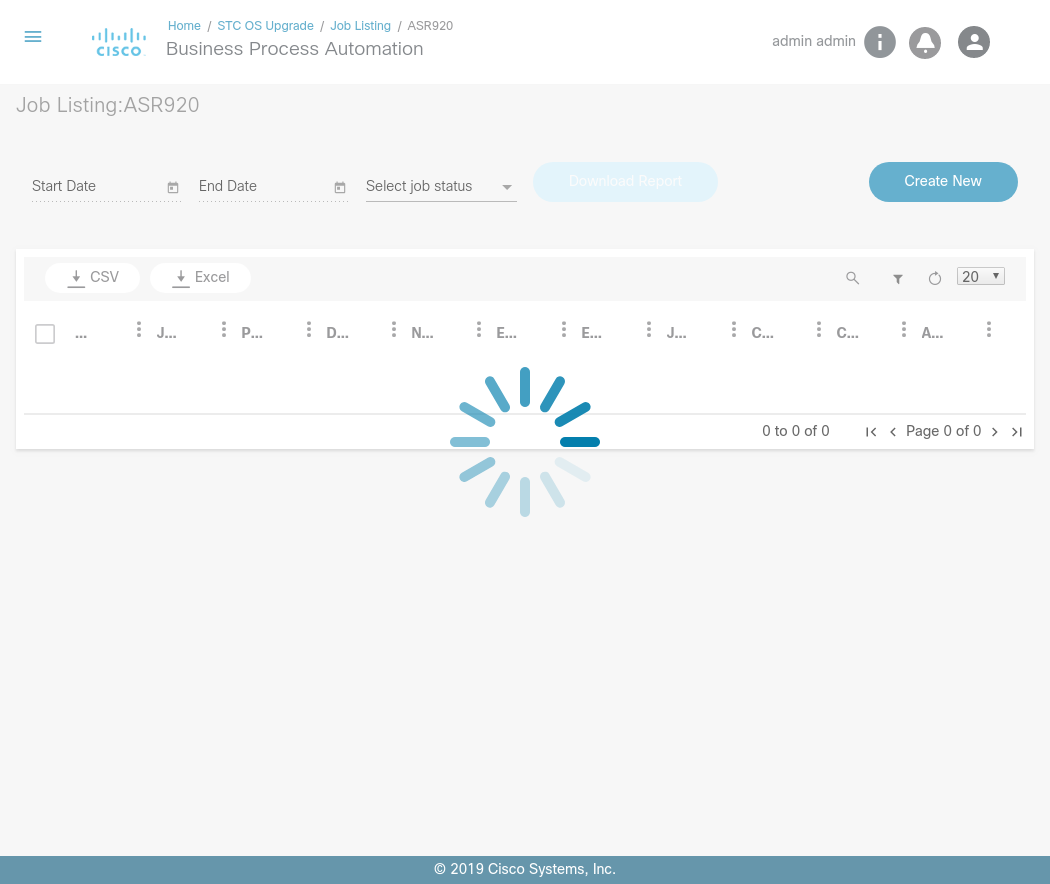 Home / STC OS Upgrade / Job Listing / ASR920
CISCO
Business Process Automation
admin admin
Job Listing:ASR920
Start Date End Date Select job status Download Report Create New
CSV Excel 20
... J... P... D... N... E... E... J... C... C... A...
0 to 0 of 0 Page 0 of 0
© 2019 Cisco Systems, Inc.